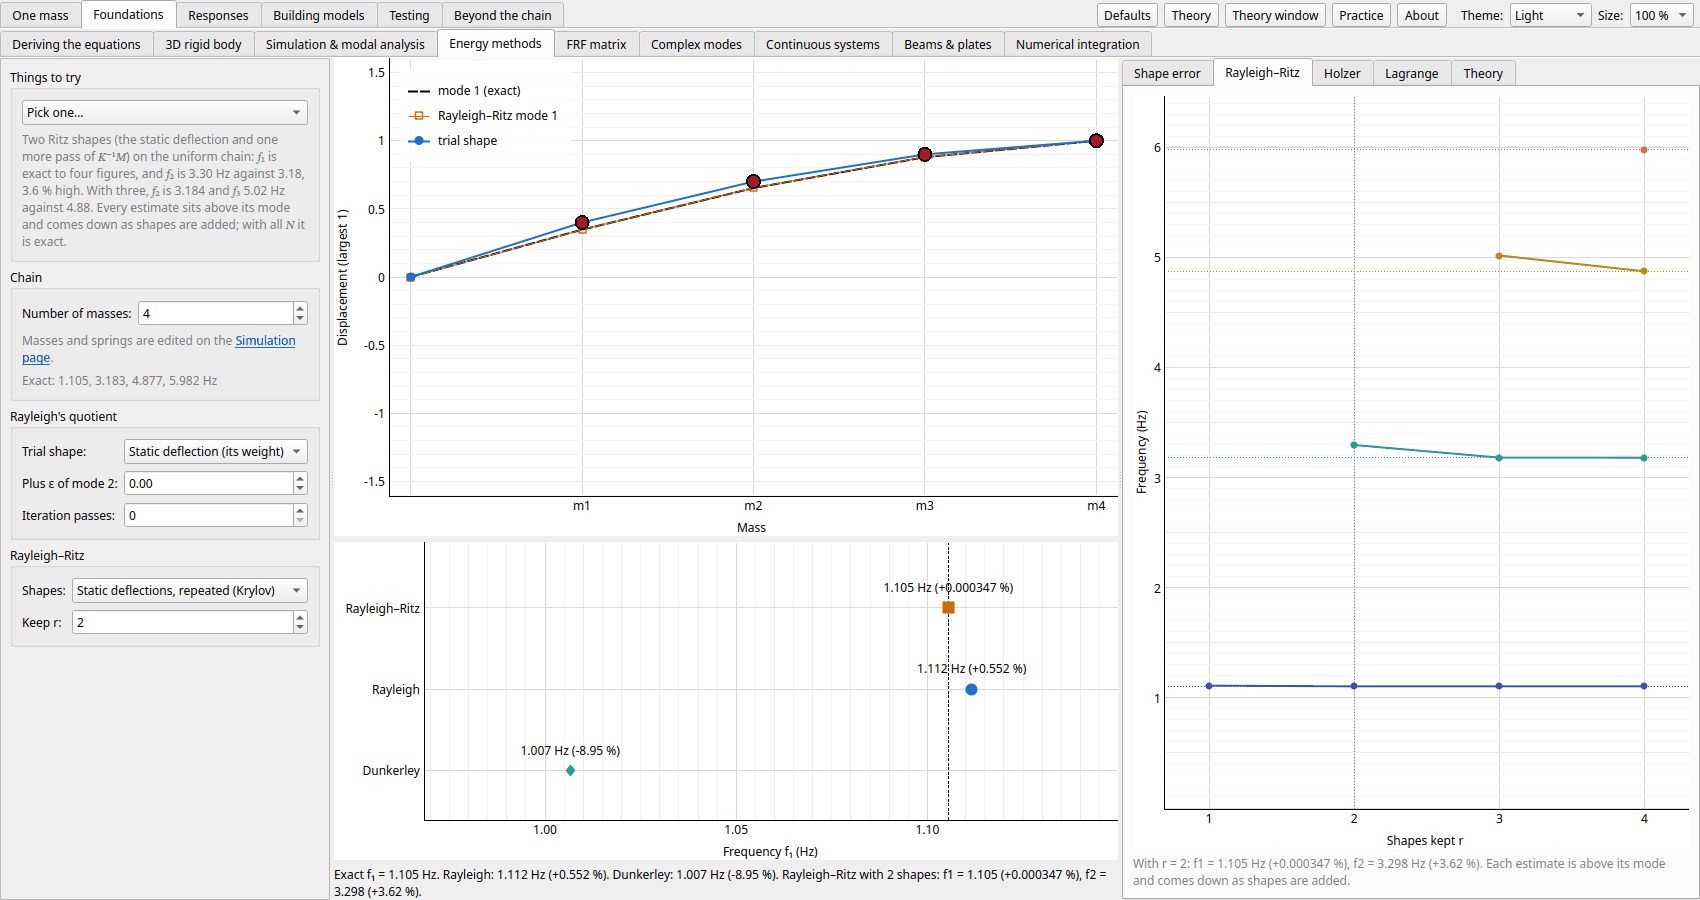 One mass
Foundations
Responses
Building models
Testing
Beyond the chain
Defaults
Theory
Theory window
Practice
About
Theme:
Light
Size:
100 %
Deriving the equations
3D rigid body
Simulation & modal analysis
Energy methods
FRF matrix
Complex modes
Continuous systems
Beams & plates
Numerical integration
Things to try
Pick one...
Two Ritz shapes (the static deflection and one
more pass of K⁻¹M) on the uniform chain: f₁ is
exact to four figures, and f₂ is 3.30 Hz against 3.18,
3.6 % high. With three, f₂ is 3.184 and f₃ 5.02 Hz
against 4.88. Every estimate sits above its mode
and comes down as shapes are added; with all N it
is exact.
Chain
Number of masses:
4
Masses and springs are edited on the Simulation
page.
Exact: 1.105, 3.183, 4.877, 5.982 Hz
Rayleigh's quotient
Trial shape:
Static deflection (its weight)
Plus ε of mode 2:
0.00
Iteration passes:
0
Rayleigh–Ritz
Shapes:
Static deflections, repeated (Krylov)
Keep r:
2
mode 1 (exact)
Rayleigh–Ritz mode 1
trial shape
1.5
1
0.5
0
-0.5
-1
-1.5
Displacement (largest 1)
m1
m2
m3
m4
Mass
Rayleigh–Ritz
Rayleigh
Dunkerley
1.105 Hz (+0.000347 %)
1.112 Hz (+0.552 %)
1.007 Hz (-8.95 %)
1.00
1.05
1.10
Frequency f₁ (Hz)
Exact f₁ = 1.105 Hz. Rayleigh: 1.112 Hz (+0.552 %). Dunkerley: 1.007 Hz (-8.95 %). Rayleigh–Ritz with 2 shapes: f1 = 1.105 (+0.000347 %), f2 =
3.298 (+3.62 %).
Shape error
Rayleigh–Ritz
Holzer
Lagrange
Theory
6
5
4
3
2
1
Frequency (Hz)
1
2
3
4
Shapes kept r
With r = 2: f1 = 1.105 Hz (+0.000347 %), f2 = 3.298 Hz (+3.62 %). Each estimate is above its mode
and comes down as shapes are added.